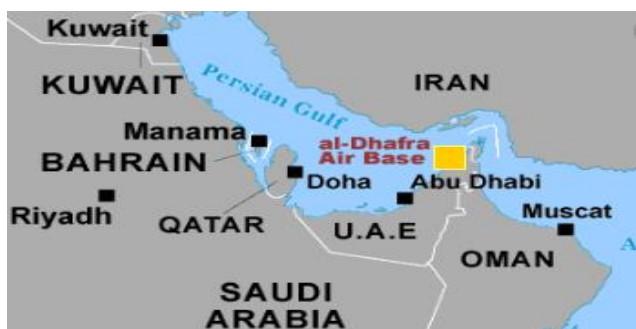 Kuwait
KUWAIT
IRAN
Persian Gulf
Manama
BAHRAIN
al-Dhafra
Air Base
Doha
Abu Dhabi
Riyadh
QATAR
U.A.E
Muscat
OMAN
SAUDI
ARABIA
A